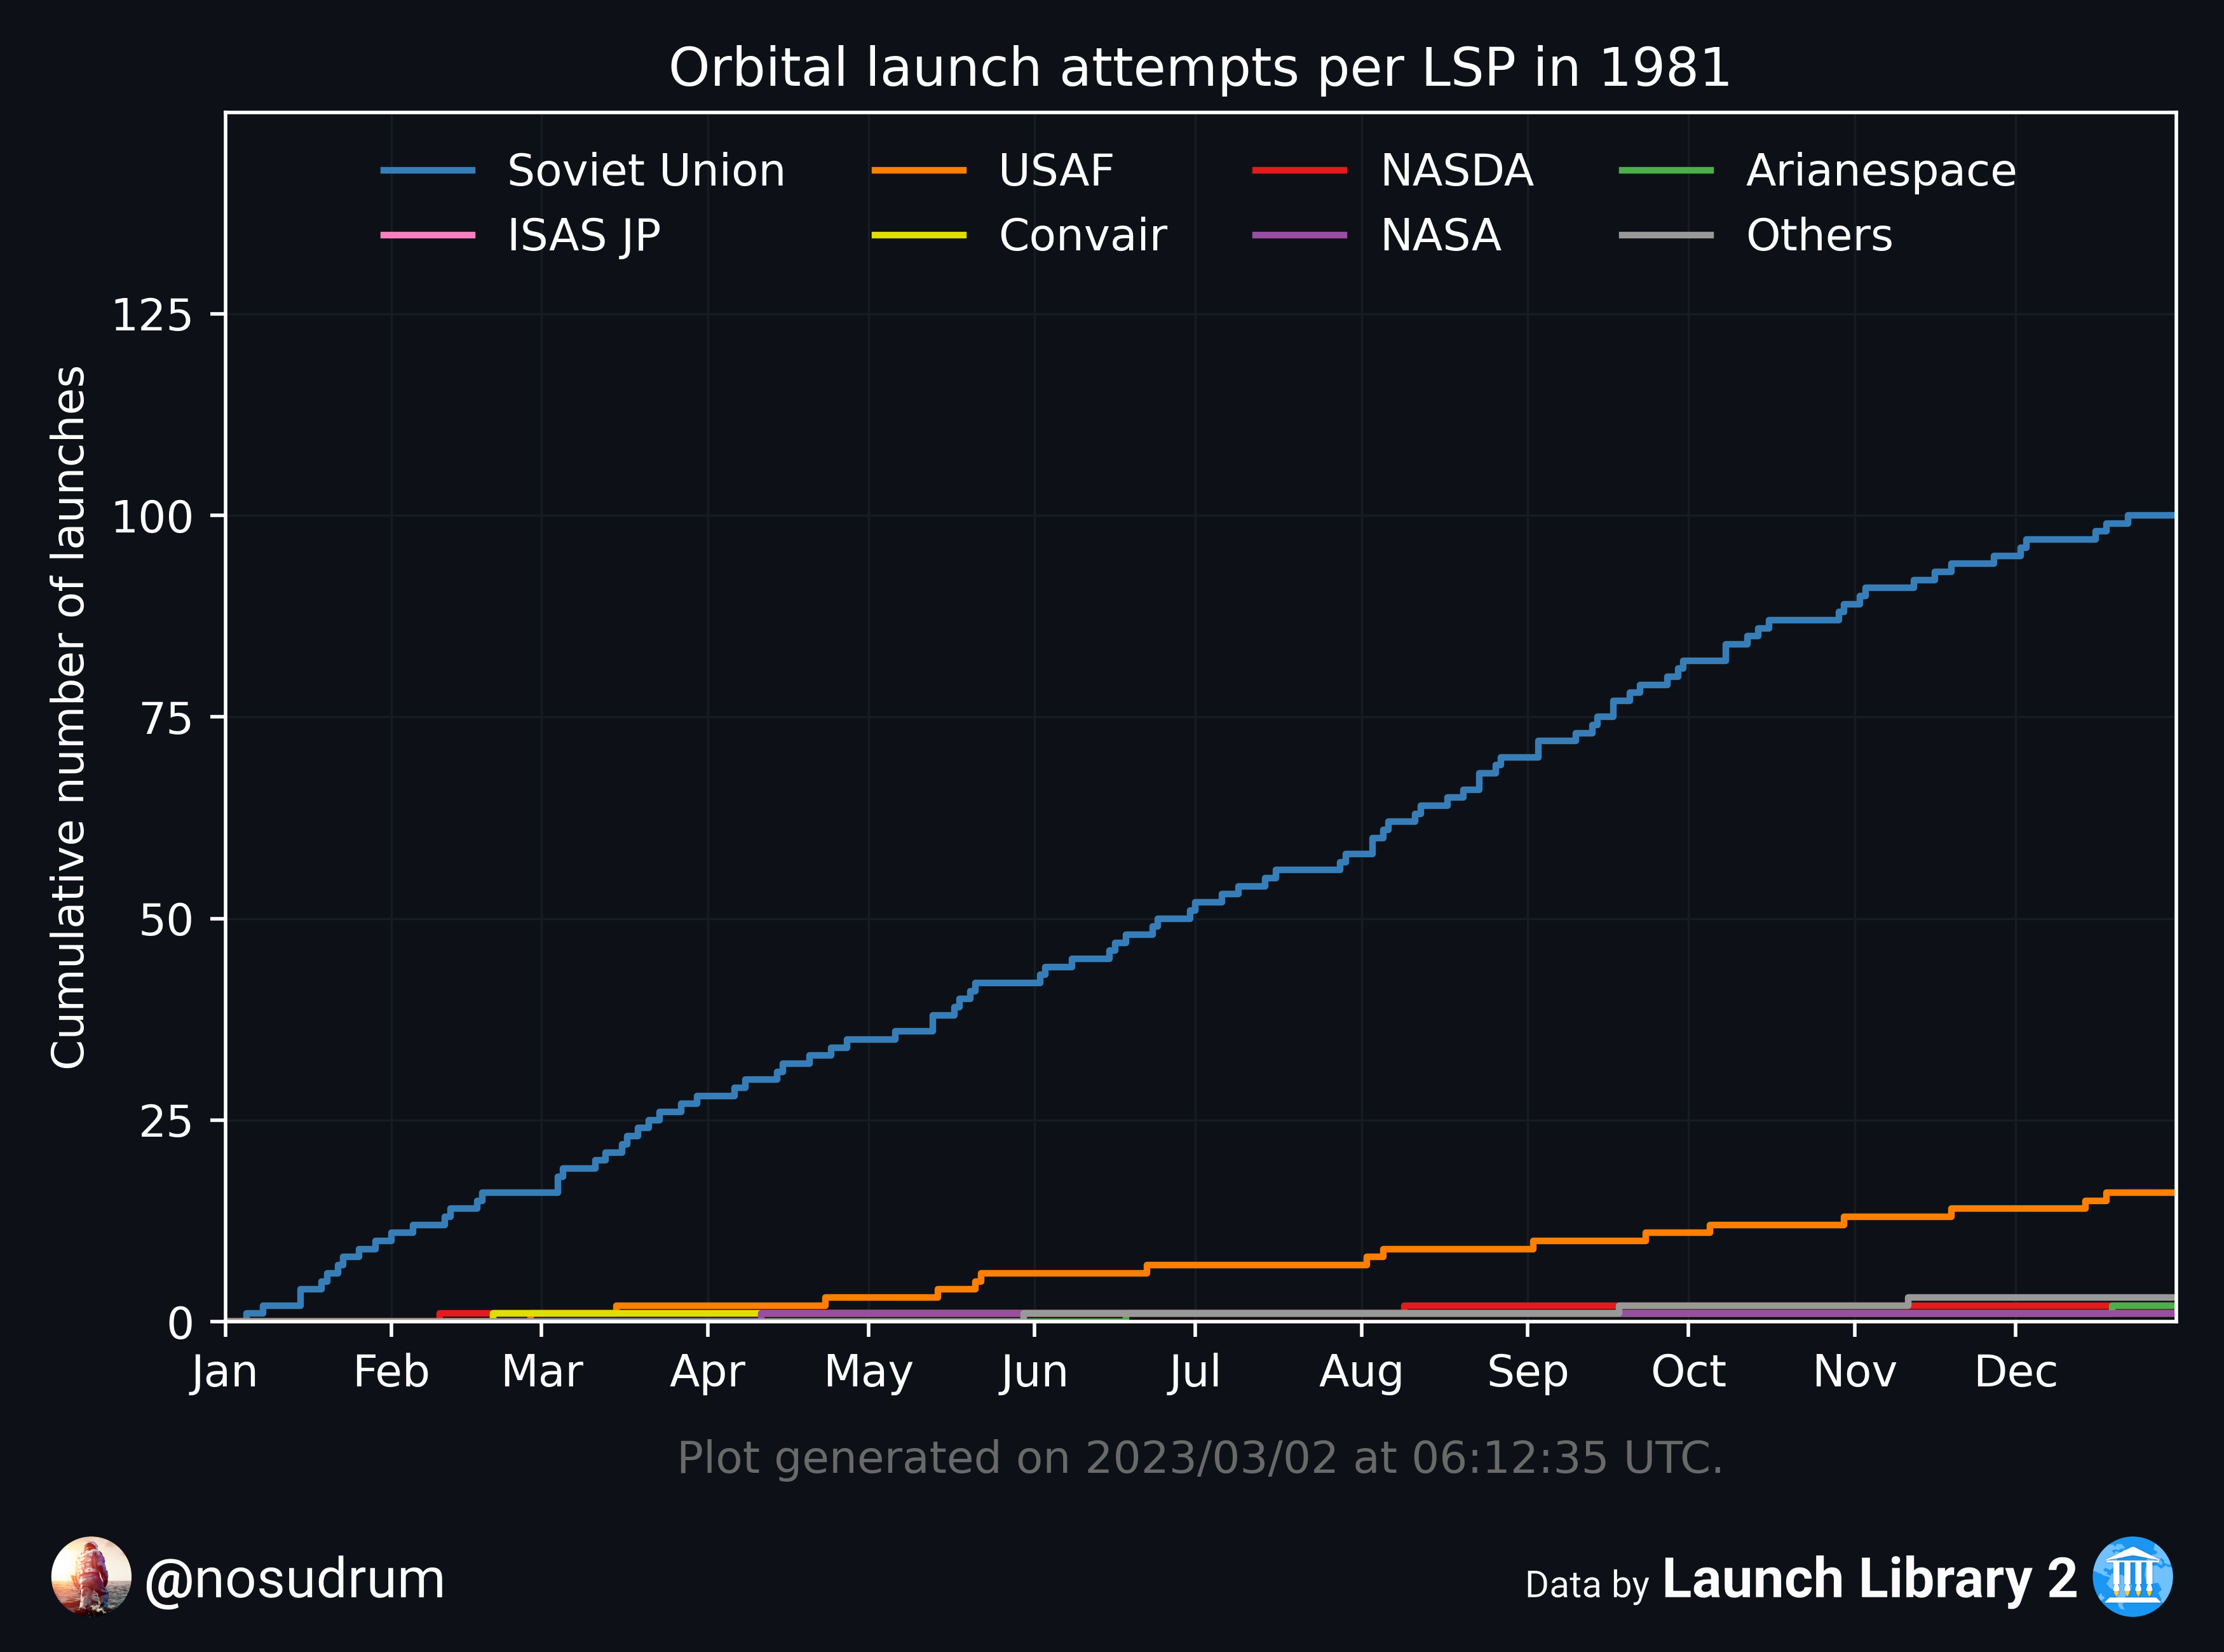 Orbital launch attempts per LSP in 1981
Soviet Union
USAF
NASDA
Arianespace
ISAS JP
Convair
NASA
Others
Cumulative number of launches
125
100
75
50
25
0
Jan Feb Mar Apr May Jun Jul Aug Sep Oct Nov Dec
Plot generated on 2023/03/02 at 06:12:35 UTC.
@nosudrum
Data by Launch Library 2